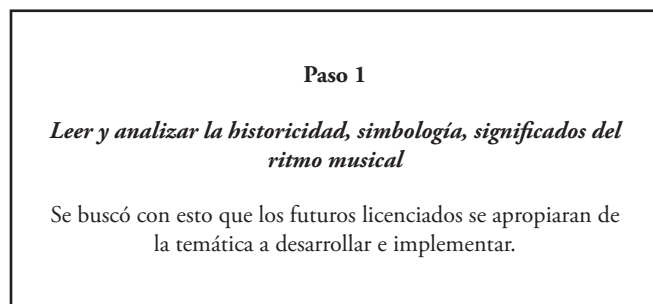 Paso 1
Leer y analizar la historicidad, simbología, significados del
ritmo musical
Se buscó con esto que los futuros licenciados se apropiaran de
la temática a desarrollar e implementar.